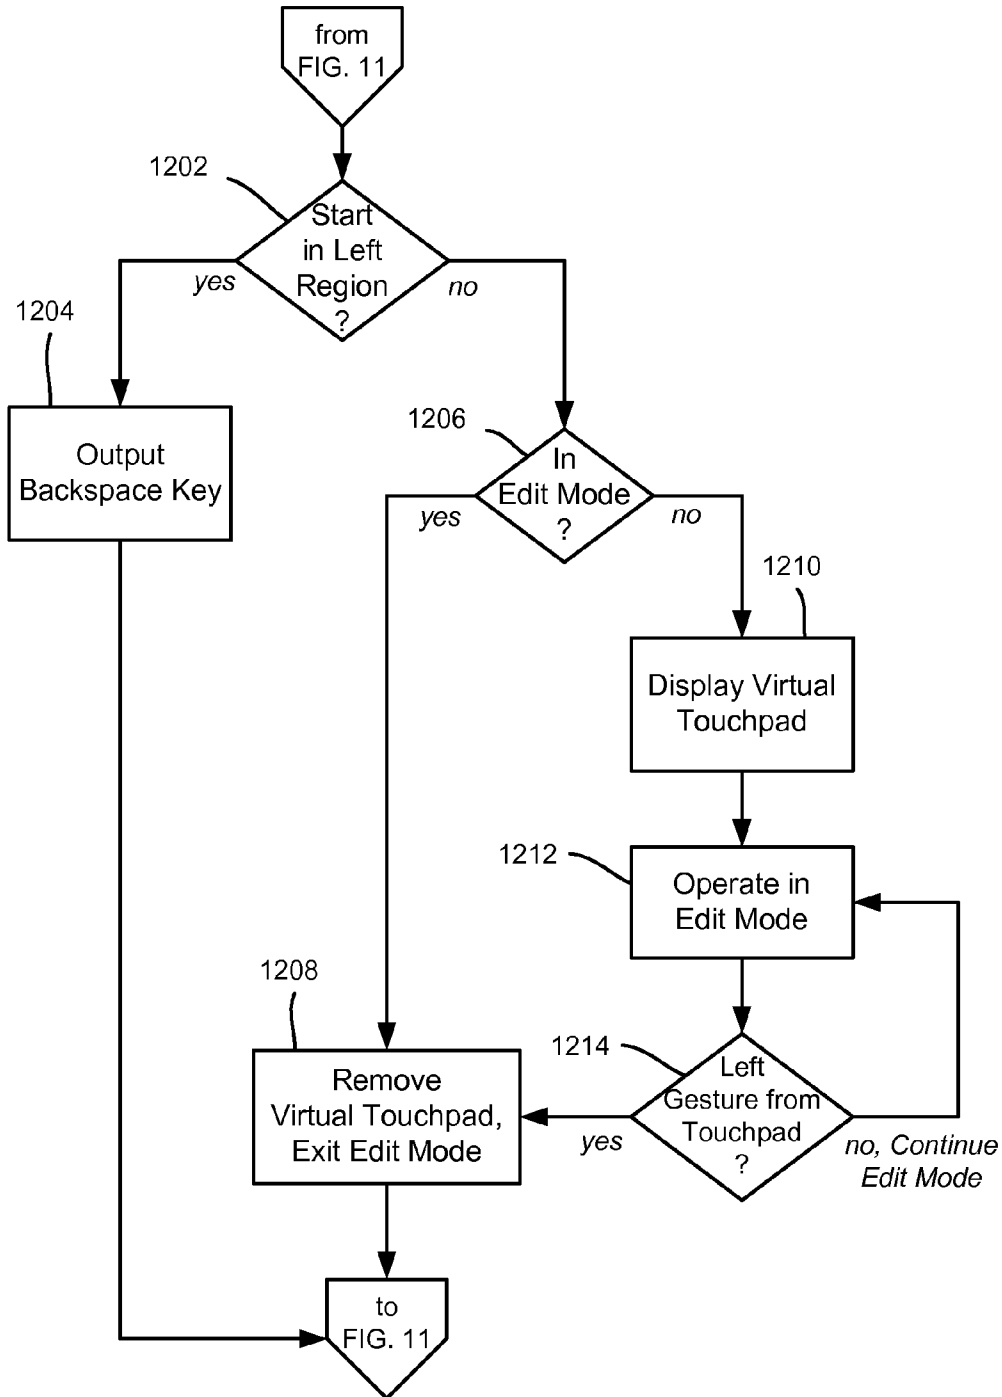 from
FIG. 11
1202
Start
in Left
Region
?
yes
no
1204
Output
Backspace Key
1206
In
Edit Mode
?
yes
no
1210
Display Virtual
Touchpad
1212
Operate in
Edit Mode
1208
Remove
Virtual Touchpad,
Exit Edit Mode
1214
Left
Gesture from
Touchpad
?
yes
no, Continue
Edit Mode
to
FIG. 11